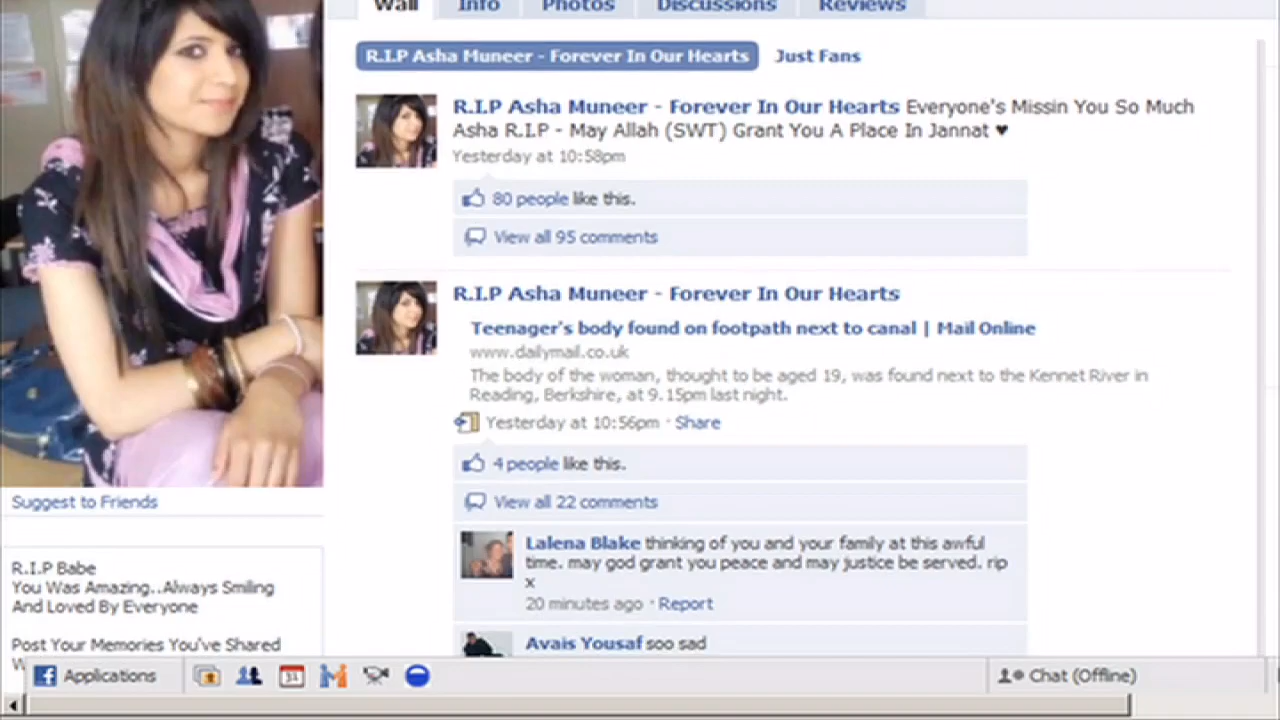 Wall Info Photos Discussions Reviews
R.I.P Asha Muneer - Forever In Our Hearts Just Fans
R.I.P Asha Muneer - Forever In Our Hearts Everyone's Missin You So Much
Asha R.I.P - May Allah (SWT) Grant You A Place In Jannat ♥
Yesterday at 10:58pm
80 people like this.
View all 95 comments
R.I.P Asha Muneer - Forever In Our Hearts
Teenager's body found on footpath next to canal | Mail Online
www.dailymail.co.uk
The body of the woman, thought to be aged 19, was found next to the Kennet River in
Reading, Berkshire, at 9.15pm last night.
Yesterday at 10:56pm · Share
4 people like this.
View all 22 comments
Lalena Blake thinking of you and your family at this awful
time. may god grant you peace and may justice be served. rip
x
20 minutes ago · Report
Avais Yousaf soo sad
Suggest to Friends
R.I.P Babe
You Was Amazing..Always Smiling
And Loved By Everyone
Post Your Memories You've Shared
Applications
31
Chat (Offline)